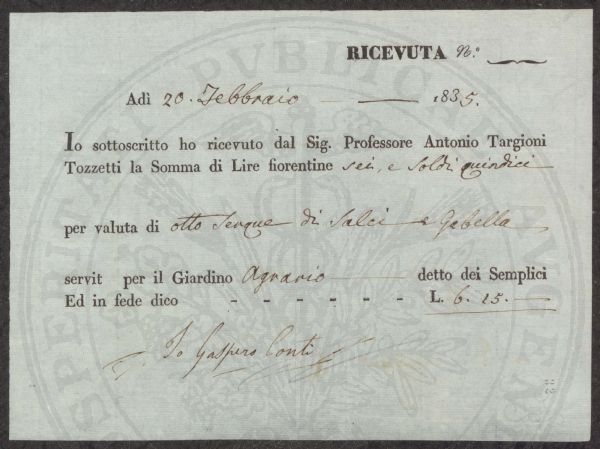 RICEVUTA N.º
Adì 20. Febbraio 1835.
Io sottoscritto ho ricevuto dal Sig. Professore Antonio Targioni
Tozzetti la Somma di Lire fiorentine sei, e soldi quindici
per valuta di otto serque di Salci e Gabella
servit per il Giardino Agrario detto dei Semplici
Ed in fede dico - - - - - - L. 6. 15.
Io Gaspero Conti